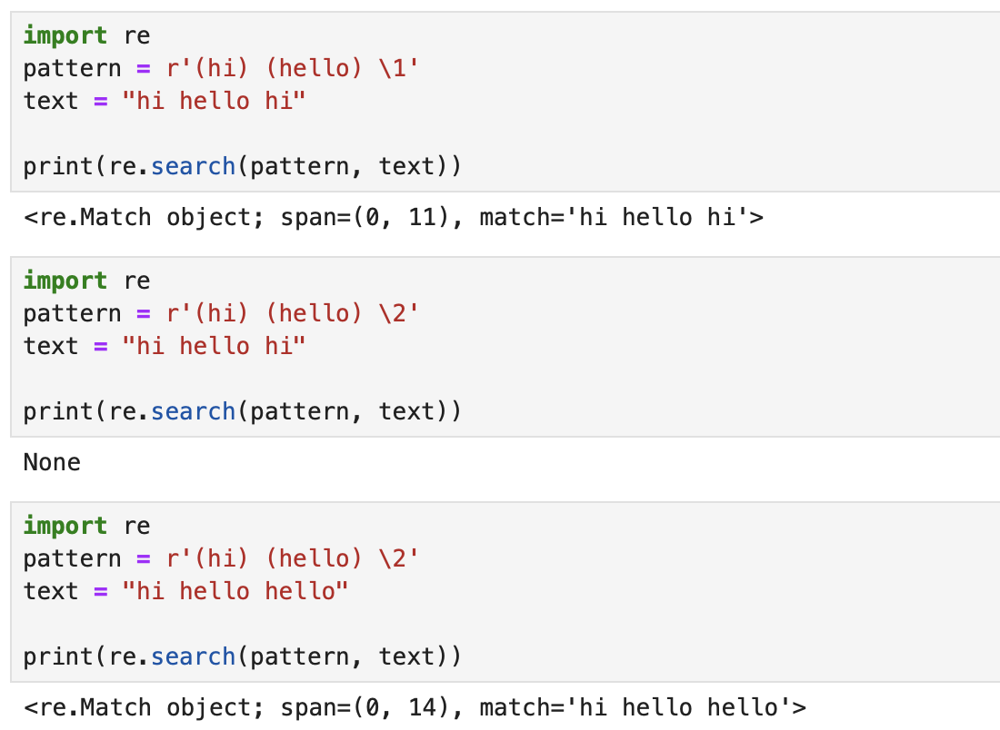 import re
pattern = r'(hi) (hello) \1'
text = "hi hello hi"
print(re.search(pattern, text))
<re.Match object; span=(0, 11), match='hi hello hi'>
import re
pattern = r'(hi) (hello) \2'
text = "hi hello hi"
print(re.search(pattern, text))
None
import re
pattern = r'(hi) (hello) \2'
text = "hi hello hello"
print(re.search(pattern, text))
<re.Match object; span=(0, 14), match='hi hello hello'>